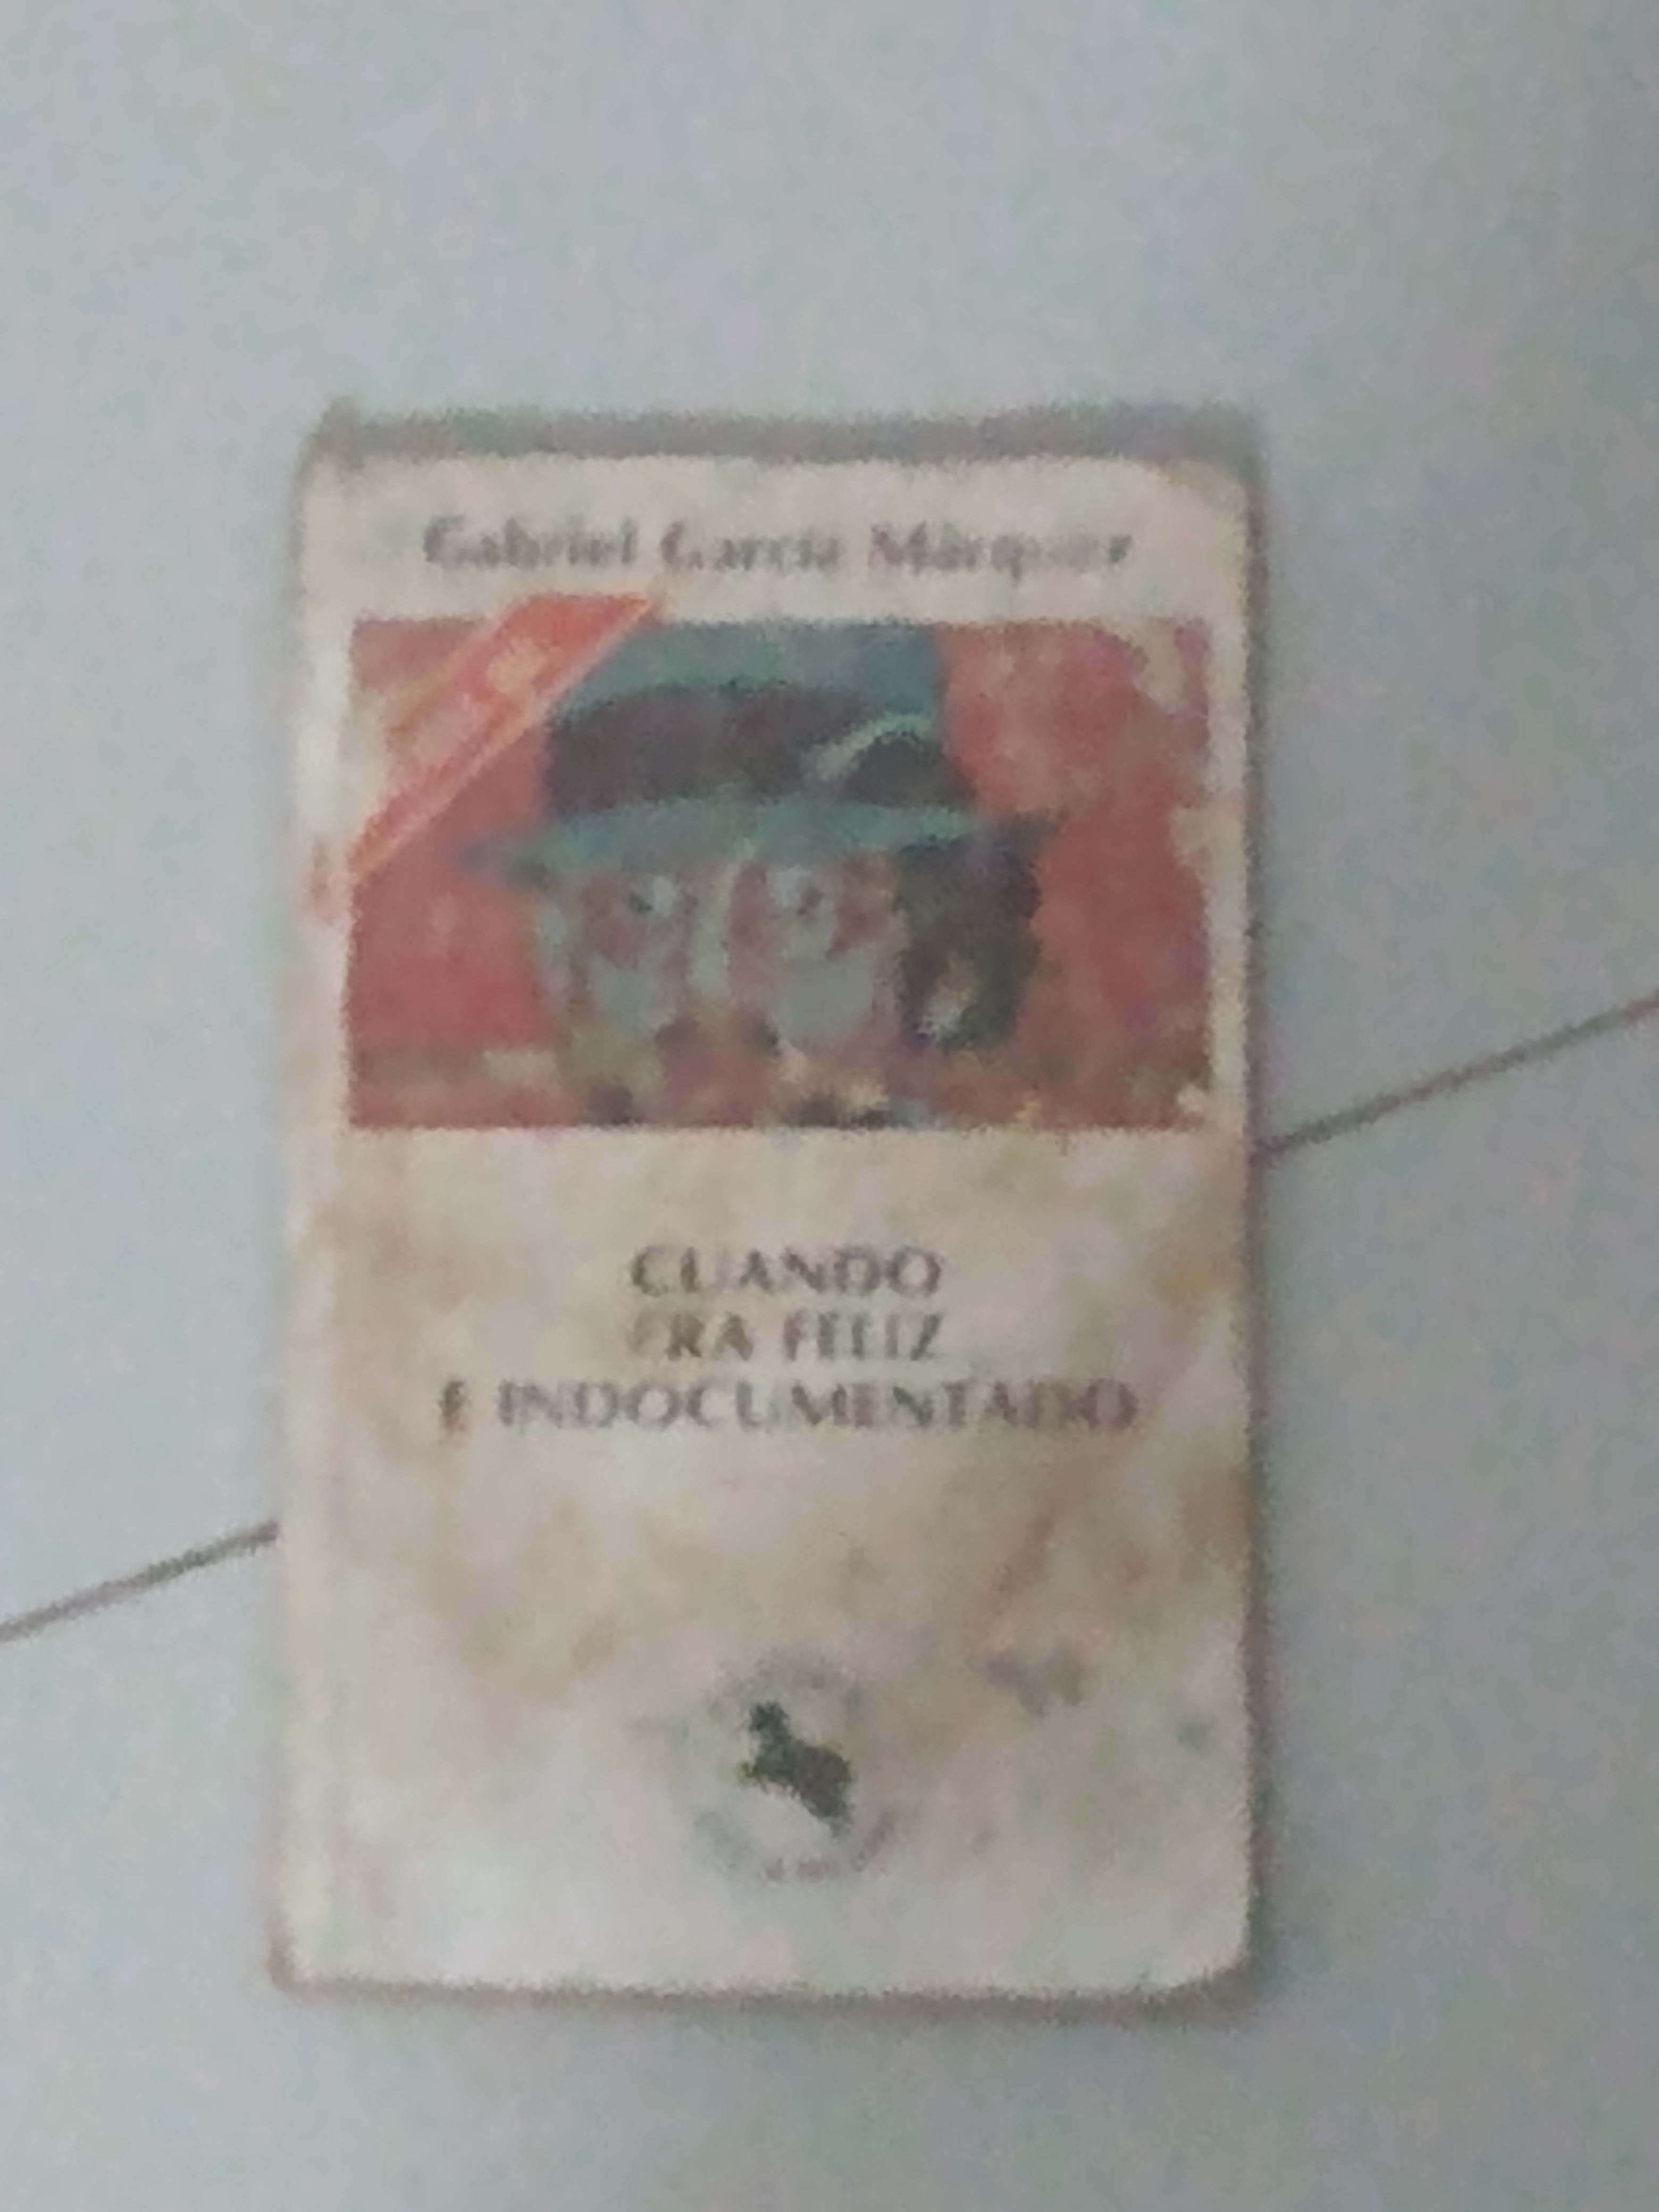 Gabriel García Márquez
CUANDO
ERA FELIZ
E INDOCUMENTADO